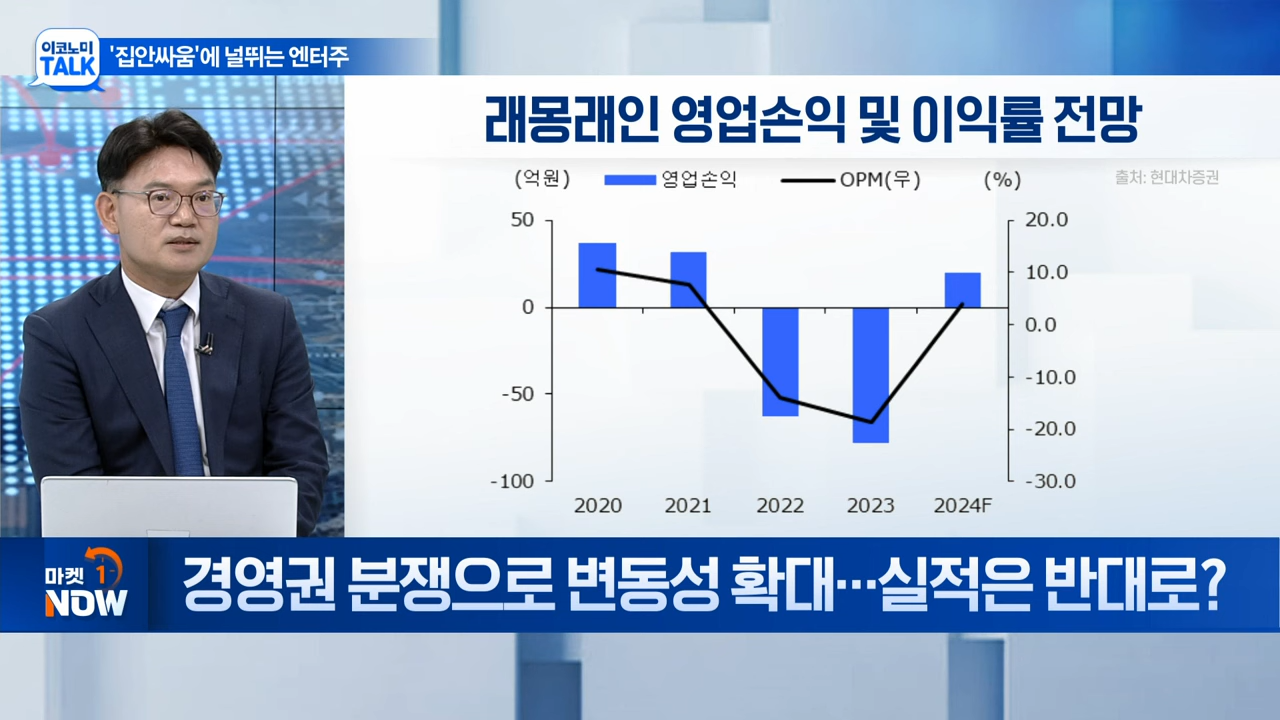 이코노미
TALK
'집안싸움'에 널뛰는 엔터주
래몽래인 영업손익 및 이익률 전망
(억원) 영업손익 OPM(우) (%)
출처: 현대차증권
50
0
-50
-100
20.0
10.0
0.0
-10.0
-20.0
-30.0
2020 2021 2022 2023 2024F
마켓 1
NOW
경영권 분쟁으로 변동성 확대…실적은 반대로?